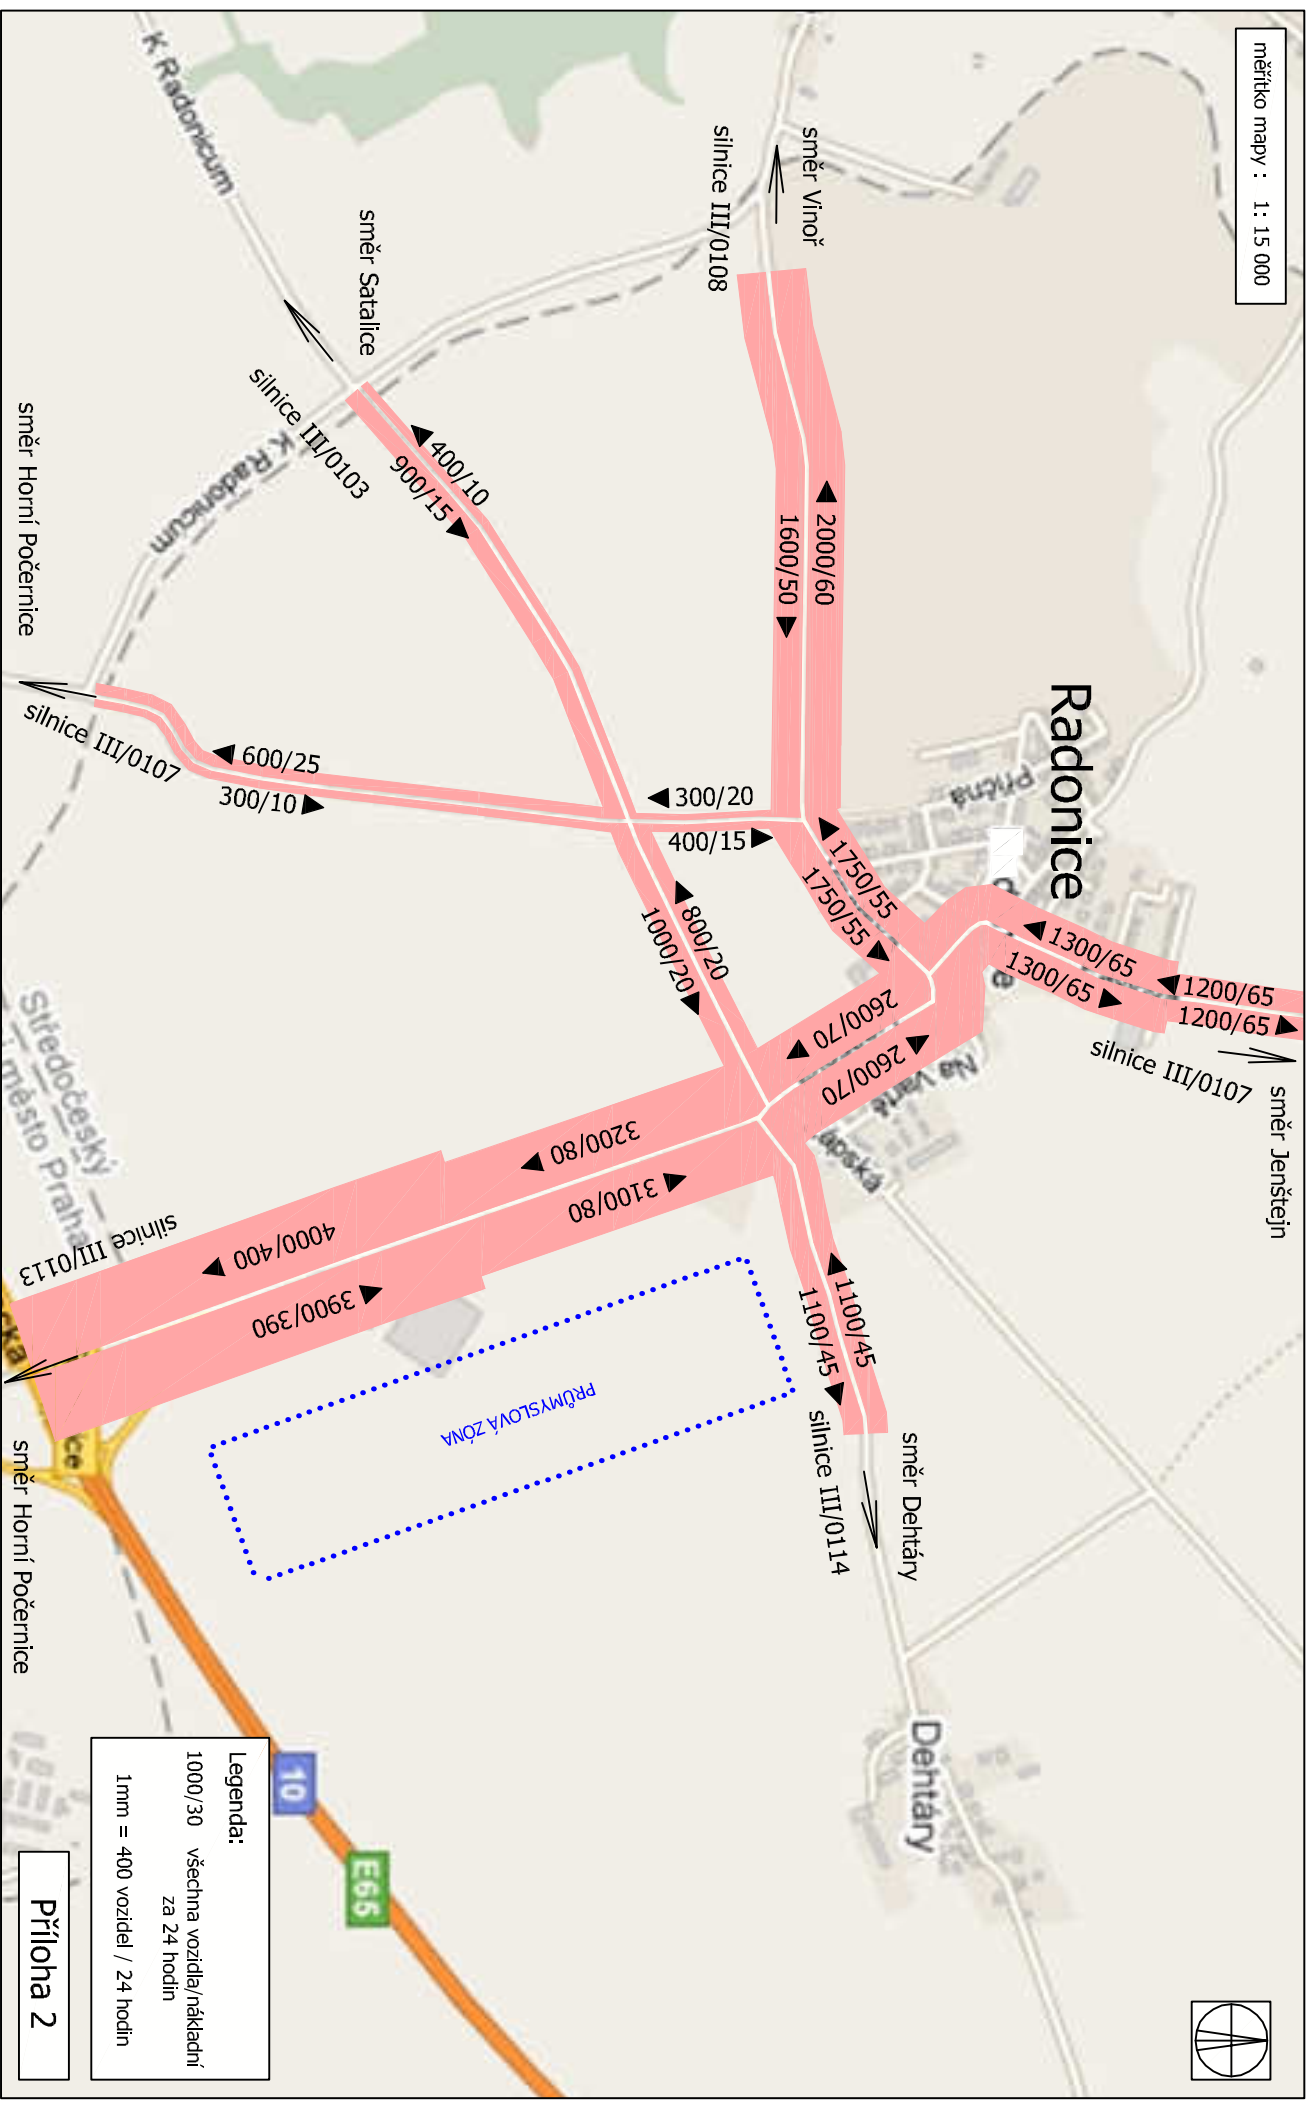 měřítko mapy : 1: 15 000
Radonice
Příčná
směr Vinoř
silnice III/0108
K Radonicum
směr Satalice
silnice III/0103
K Radonicum
směr Horní Počernice
silnice III/0107
2000/60
1600/50
400/10
900/15
600/25
300/10
300/20
400/15
1750/55
1750/55
800/20
1000/20
1300/65
1300/65
1200/65
1200/65
silnice III/0107
směr Jenštejn
2600/70
2600/70
Na Vartě
3200/80
3100/80
4000/400
3900/390
silnice III/0113
směr Horní Počernice
1100/45
1100/45
silnice III/0114
směr Dehtáry
Dehtáry
PRŮMYSLOVÁ ZÓNA
Středočeský
město Praha
10
E65
Legenda:
1000/30 všechna vozidla/nákladní
za 24 hodin
1mm = 400 vozidel / 24 hodin
Příloha 2